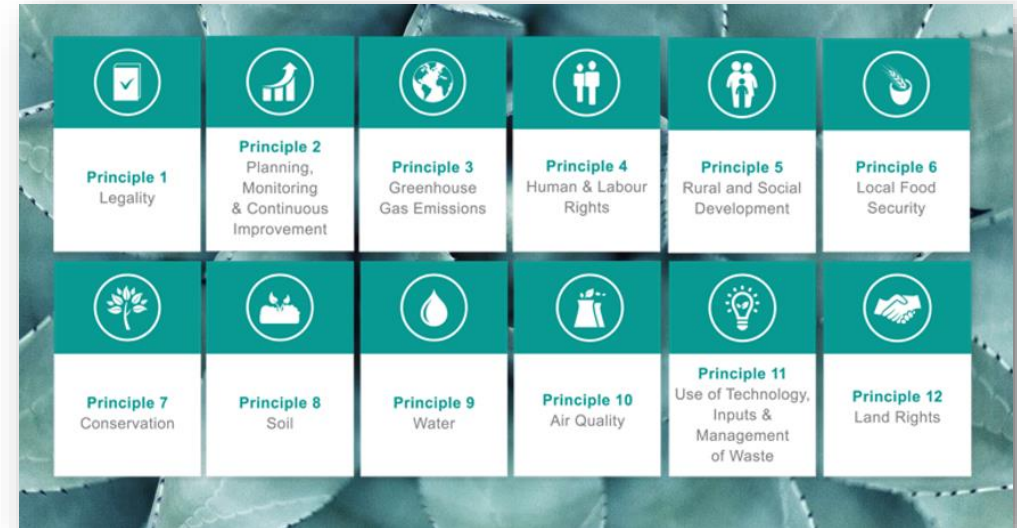 Principle 1
Legality
Principle 2
Planning,
Monitoring
& Continuous
Improvement
Principle 3
Greenhouse
Gas Emissions
Principle 4
Human & Labour
Rights
Principle 5
Rural and Social
Development
Principle 6
Local Food
Security
Principle 7
Conservation
Principle 8
Soil
Principle 9
Water
Principle 10
Air Quality
Principle 11
Use of Technology,
Inputs &
Management
of Waste
Principle 12
Land Rights